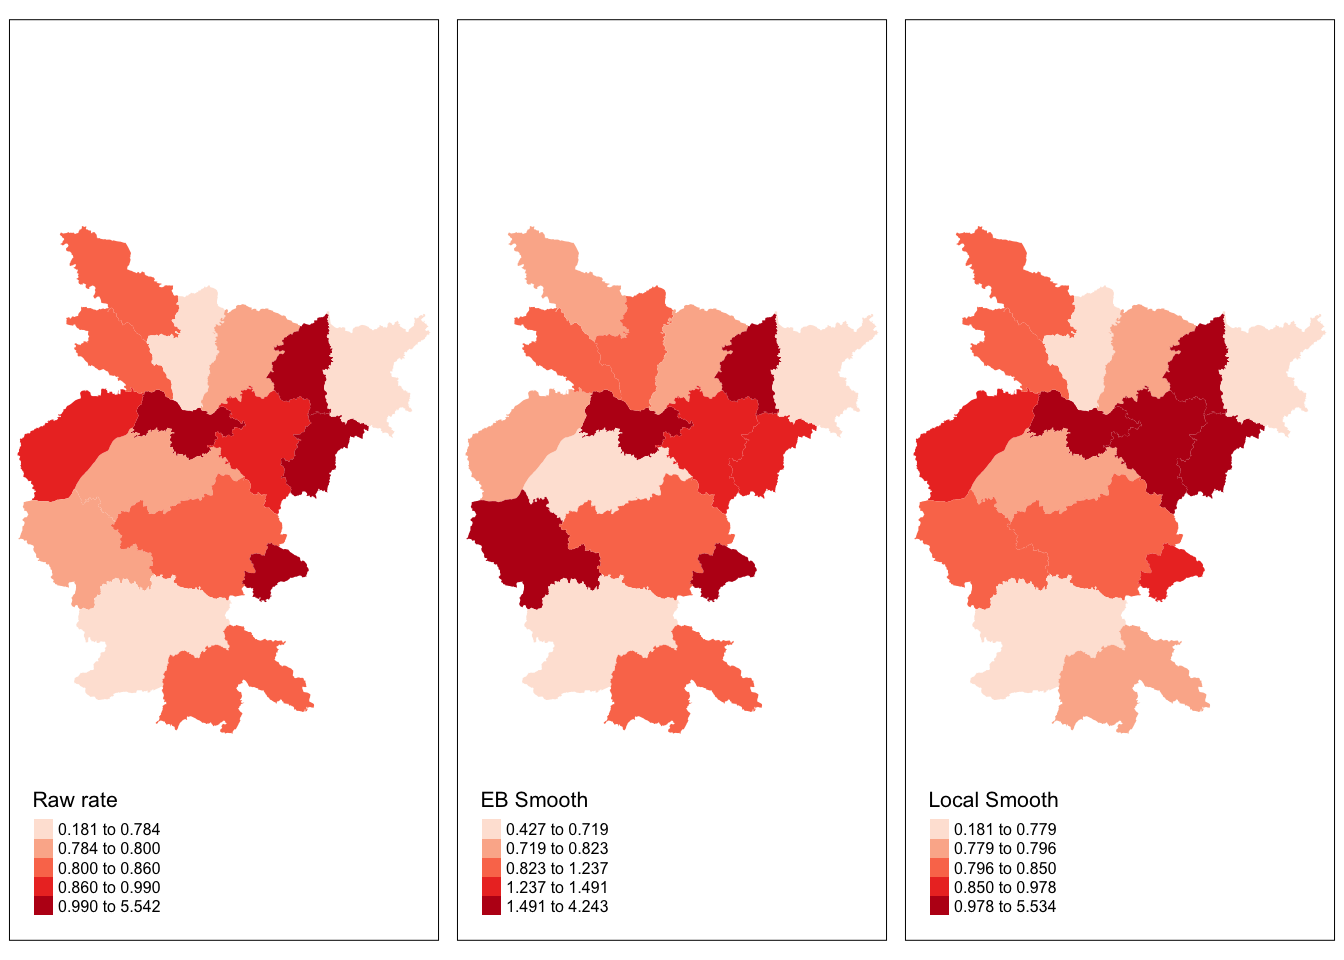 Raw rate
0.181 to 0.784
0.784 to 0.800
0.800 to 0.860
0.860 to 0.990
0.990 to 5.542
EB Smooth
0.427 to 0.719
0.719 to 0.823
0.823 to 1.237
1.237 to 1.491
1.491 to 4.243
Local Smooth
0.181 to 0.779
0.779 to 0.796
0.796 to 0.850
0.850 to 0.978
0.978 to 5.534